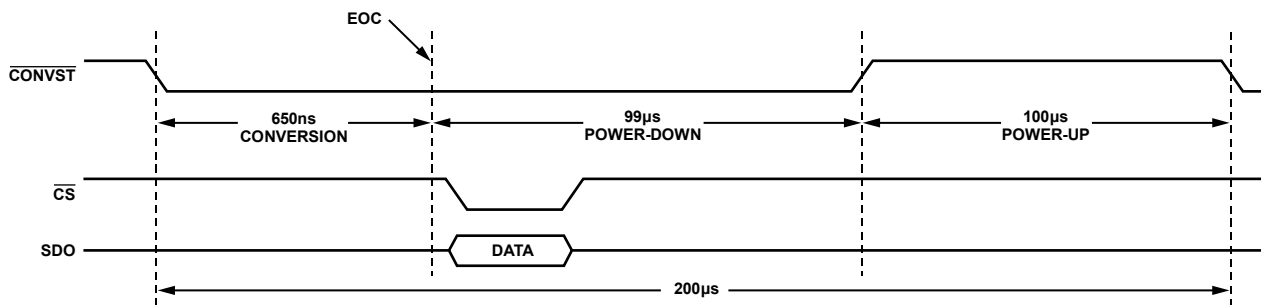 EOC
CONVST
650ns
CONVERSION
99µs
POWER-DOWN
100µs
POWER-UP
CS
SDO
DATA
200µs